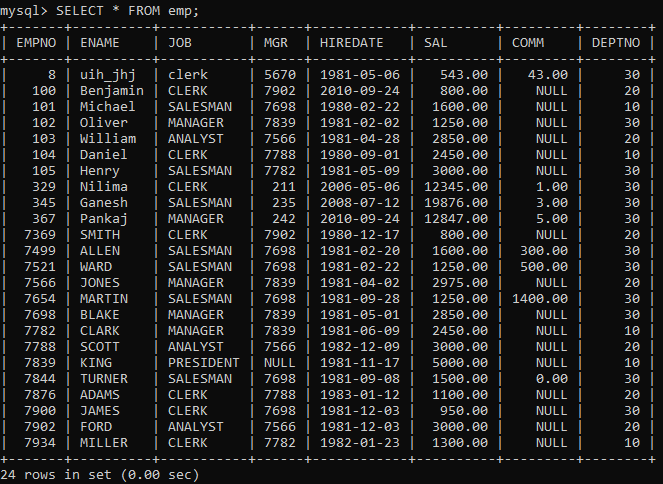 mysql> SELECT * FROM emp;
+-------+----------+-----------+------+------------+----------+---------+--------+
| EMPNO | ENAME    | JOB       | MGR  | HIREDATE   | SAL      | COMM    | DEPTNO |
+-------+----------+-----------+------+------------+----------+---------+--------+
|     8 | uih_jhj  | clerk     | 5670 | 1981-05-06 |   543.00 |   43.00 |     30 |
|   100 | Benjamin | CLERK     | 7902 | 2010-09-24 |   800.00 |    NULL |     20 |
|   101 | Michael  | SALESMAN  | 7698 | 1980-02-22 |  1600.00 |    NULL |     10 |
|   102 | Oliver   | MANAGER   | 7839 | 1981-02-02 |  1250.00 |    NULL |     30 |
|   103 | William  | ANALYST   | 7566 | 1981-04-28 |  2850.00 |    NULL |     20 |
|   104 | Daniel   | CLERK     | 7788 | 1980-09-01 |  2450.00 |    NULL |     10 |
|   105 | Henry    | SALESMAN  | 7782 | 1981-05-09 |  3000.00 |    NULL |     20 |
|   329 | Nilima   | CLERK     |  211 | 2006-05-06 | 12345.00 |    1.00 |     30 |
|   345 | Ganesh   | SALESMAN  |  235 | 2008-07-12 | 19876.00 |    3.00 |     30 |
|   367 | Pankaj   | MANAGER   |  242 | 2010-09-24 | 12847.00 |    5.00 |     30 |
|  7369 | SMITH    | CLERK     | 7902 | 1980-12-17 |   800.00 |    NULL |     20 |
|  7499 | ALLEN    | SALESMAN  | 7698 | 1981-02-20 |  1600.00 |  300.00 |     30 |
|  7521 | WARD     | SALESMAN  | 7698 | 1981-02-22 |  1250.00 |  500.00 |     30 |
|  7566 | JONES    | MANAGER   | 7839 | 1981-04-02 |  2975.00 |    NULL |     20 |
|  7654 | MARTIN   | SALESMAN  | 7698 | 1981-09-28 |  1250.00 | 1400.00 |     30 |
|  7698 | BLAKE    | MANAGER   | 7839 | 1981-05-01 |  2850.00 |    NULL |     30 |
|  7782 | CLARK    | MANAGER   | 7839 | 1981-06-09 |  2450.00 |    NULL |     10 |
|  7788 | SCOTT    | ANALYST   | 7566 | 1982-12-09 |  3000.00 |    NULL |     20 |
|  7839 | KING     | PRESIDENT | NULL | 1981-11-17 |  5000.00 |    NULL |     10 |
|  7844 | TURNER   | SALESMAN  | 7698 | 1981-09-08 |  1500.00 |    0.00 |     30 |
|  7876 | ADAMS    | CLERK     | 7788 | 1983-01-12 |  1100.00 |    NULL |     20 |
|  7900 | JAMES    | CLERK     | 7698 | 1981-12-03 |   950.00 |    NULL |     30 |
|  7902 | FORD     | ANALYST   | 7566 | 1981-12-03 |  3000.00 |    NULL |     20 |
|  7934 | MILLER   | CLERK     | 7782 | 1982-01-23 |  1300.00 |    NULL |     10 |
+-------+----------+-----------+------+------------+----------+---------+--------+
24 rows in set (0.00 sec)